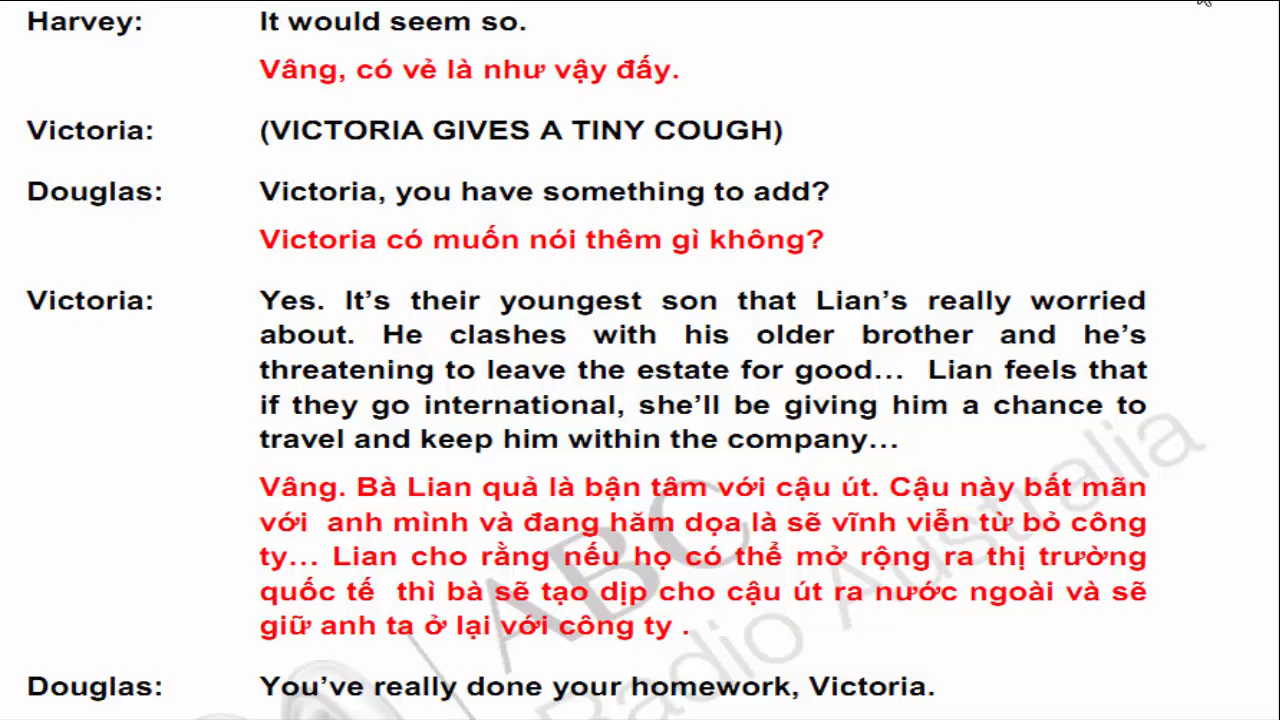 Harvey: It would seem so.
Vâng, có vẻ là như vậy đấy.
Victoria: (VICTORIA GIVES A TINY COUGH)
Douglas: Victoria, you have something to add?
Victoria có muốn nói thêm gì không?
Victoria: Yes. It’s their youngest son that Lian’s really worried
about. He clashes with his older brother and he’s
threatening to leave the estate for good… Lian feels that
if they go international, she’ll be giving him a chance to
travel and keep him within the company…
Vâng. Bà Lian quả là bận tâm với cậu út. Cậu này bất mãn
với anh mình và đang hăm dọa là sẽ vĩnh viễn từ bỏ công
ty… Lian cho rằng nếu họ có thể mở rộng ra thị trường
quốc tế thì bà sẽ tạo dịp cho cậu út ra nước ngoài và sẽ
giữ anh ta ở lại với công ty .
Douglas: You’ve really done your homework, Victoria.
ABC
Radio Australia